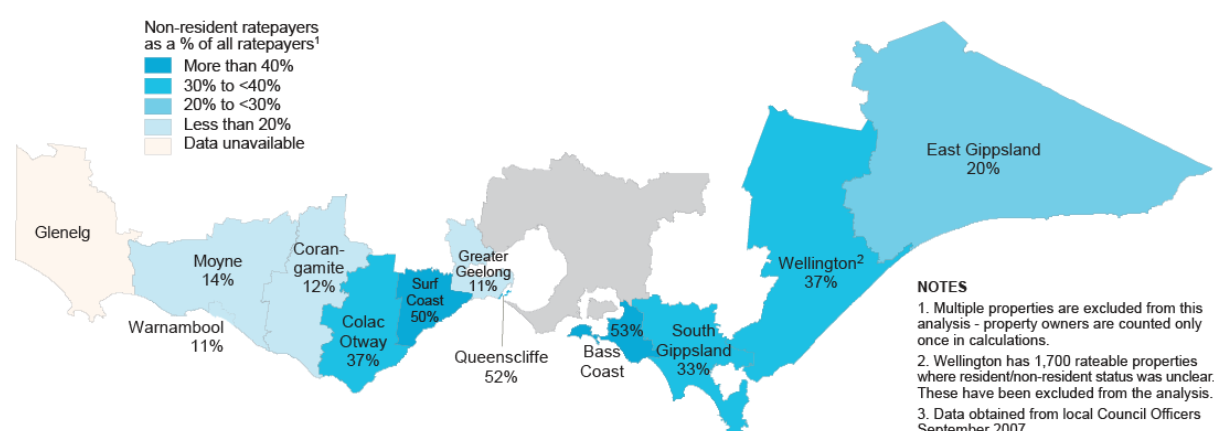 Non-resident ratepayers
as a % of all ratepayers¹
More than 40%
30% to <40%
20% to <30%
Less than 20%
Data unavailable
Glenelg
Moyne
14%
Warnambool
11%
Coran-
gamite
12%
Colac
Otway
37%
Surf
Coast
50%
Greater
Geelong
11%
Queenscliffe
52%
53%
Bass
Coast
South
Gippsland
33%
Wellington²
37%
East Gippsland
20%
NOTES
1. Multiple properties are excluded from this
analysis - property owners are counted only
once in calculations.
2. Wellington has 1,700 rateable properties
where resident/non-resident status was unclear.
These have been excluded from the analysis.
3. Data obtained from local Council Officers
September 2007